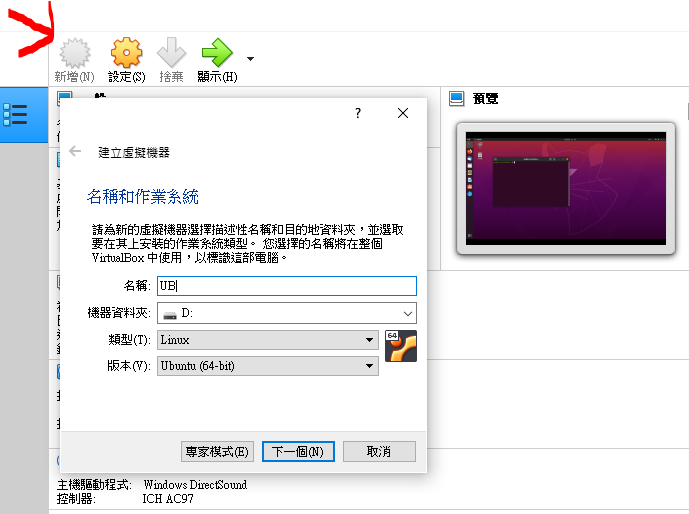 新增(N) 設定(S) 捨棄 顯示(H)
預覽
?
建立虛擬機器
名稱和作業系統
請為新的虛擬機器選擇描述性名稱和目的地資料夾，並選取
要在其上安裝的作業系統類型。 您選擇的名稱將在整個
VirtualBox 中使用，以標識這部電腦。
名稱: UB
機器資料夾: D:
類型(T): Linux
64
版本(V): Ubuntu (64-bit)
專家模式(E) 下一個(N) 取消
主機驅動程式: Windows DirectSound
控制器: ICH AC97